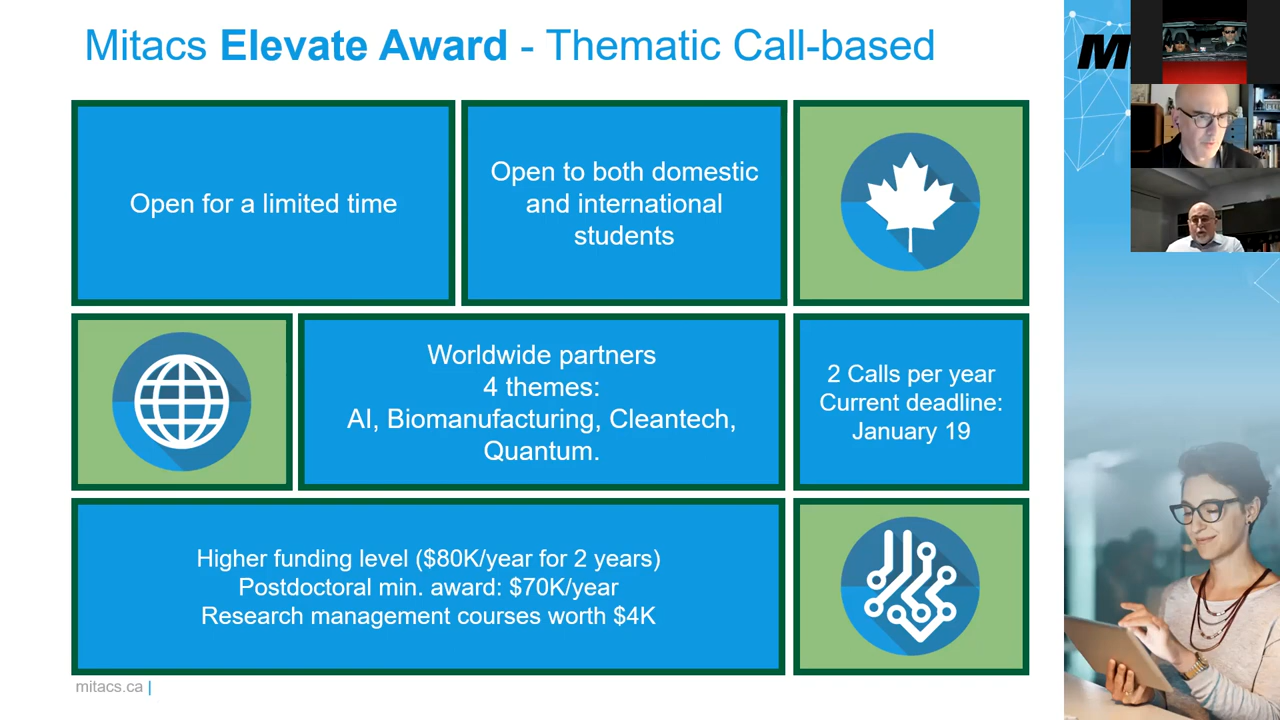 Mitacs Elevate Award - Thematic Call-based
Open for a limited time
Open to both domestic
and international
students
Worldwide partners
4 themes:
AI, Biomanufacturing, Cleantech,
Quantum.
2 Calls per year
Current deadline:
January 19
Higher funding level ($80K/year for 2 years)
Postdoctoral min. award: $70K/year
Research management courses worth $4K
mitacs.ca |